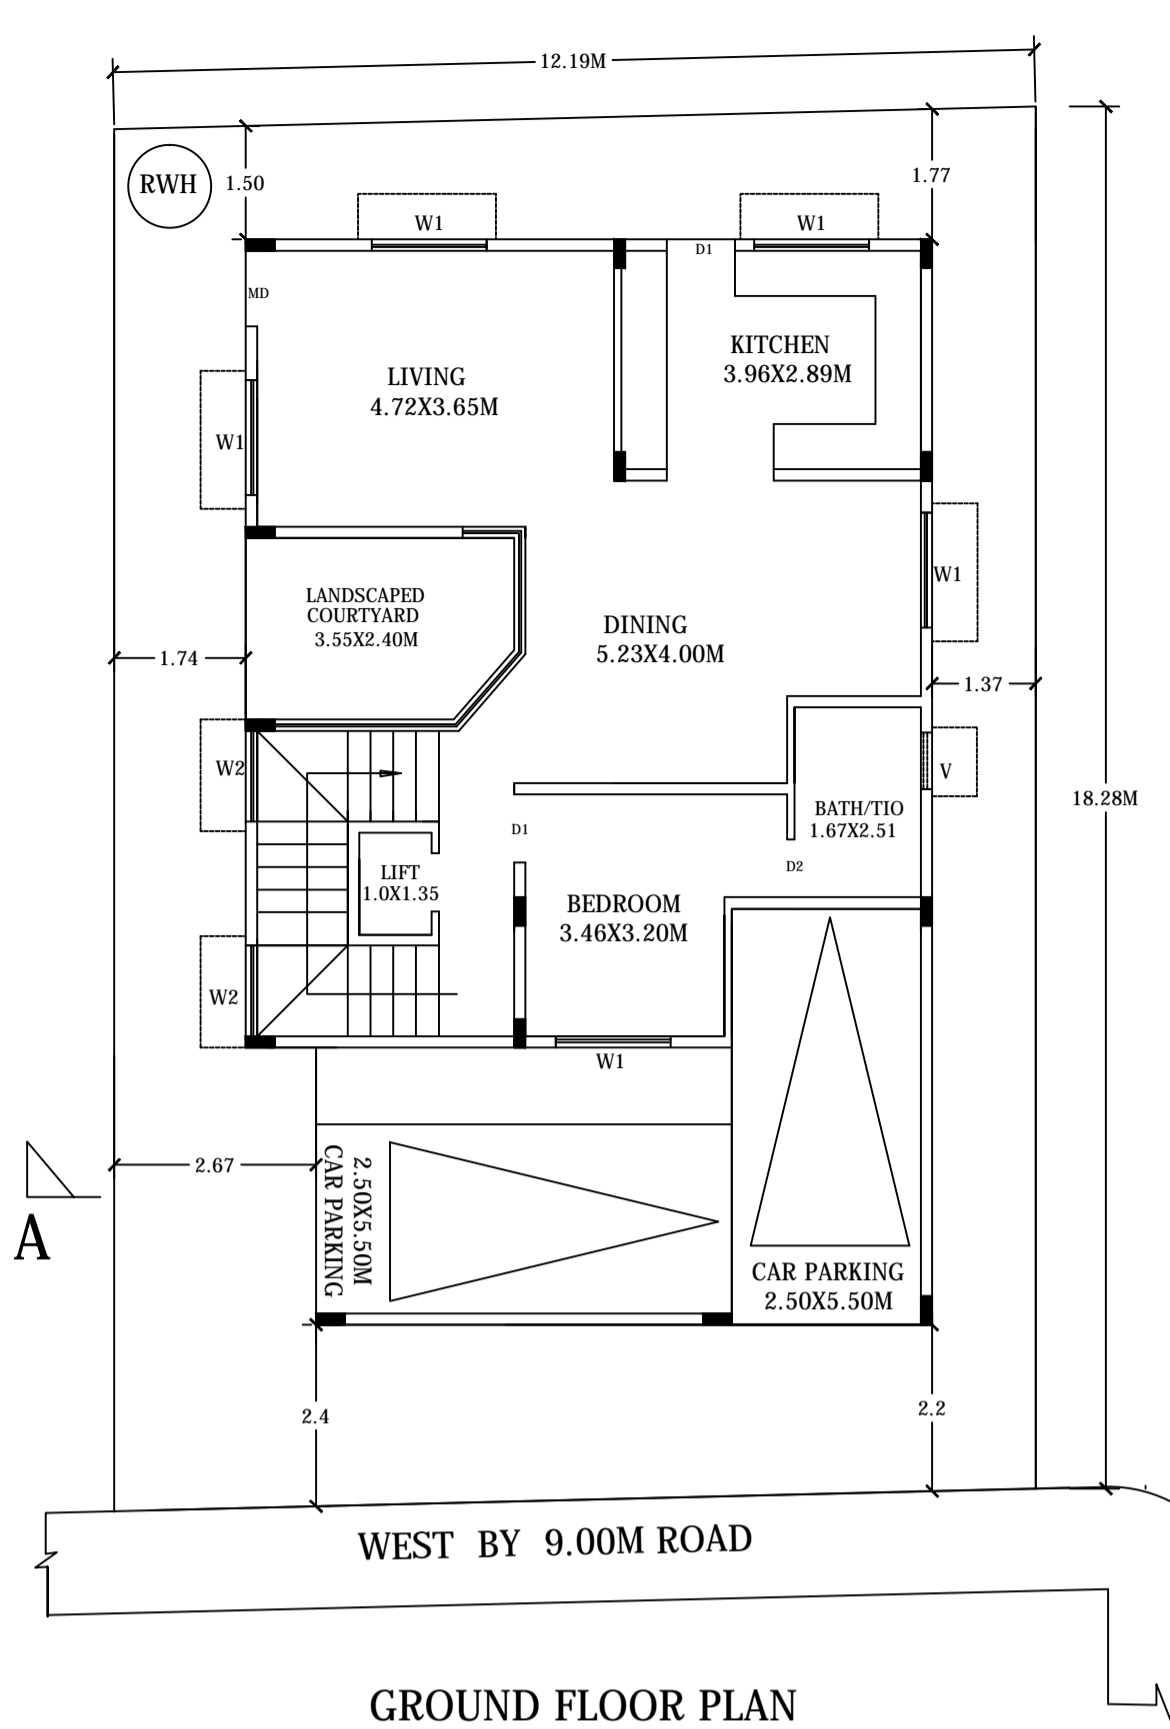 12.19M
RWH
1.50
1.77
W1
W1
D1
MD
KITCHEN
3.96X2.89M
LIVING
4.72X3.65M
W1
W1
LANDSCAPED
COURTYARD
3.55X2.40M
DINING
5.23X4.00M
1.74
1.37
W2
V
18.28M
BATH/TIO
1.67X2.51
D1
D2
LIFT
1.0X1.35
BEDROOM
3.46X3.20M
W2
W1
2.67
A
CAR PARKING
2.50X5.50M
CAR PARKING
2.50X5.50M
2.4
2.2
WEST BY 9.00M ROAD
GROUND FLOOR PLAN